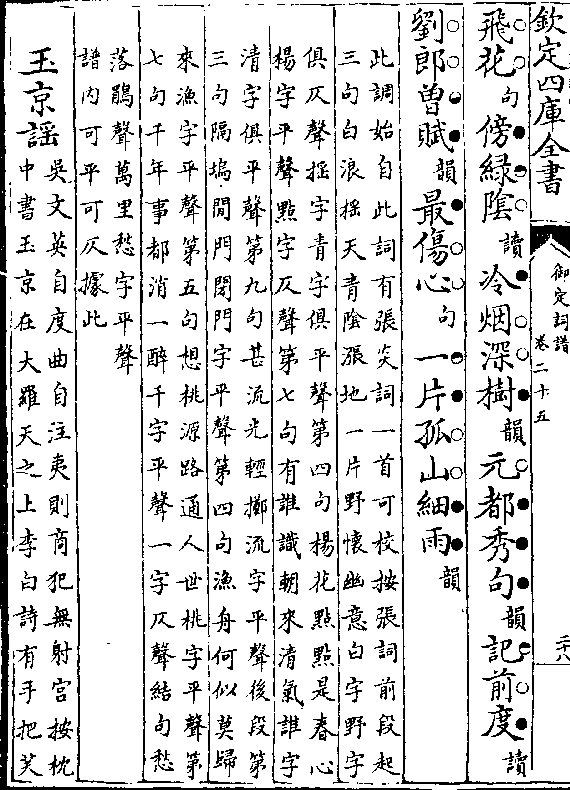 欽定四庫全書
御定詞譜
卷二十五
二十八
飛花句傍綠陰讀冷烟深樹韻元都秀句韻記前度讀
劉郎曽賦韻最傷心句一片孤山細雨韻
此調始自此詞有張炎詞一首可校按張詞前段起
三句白浪摇天青陰漲地一片野懷幽意白字野字
俱仄聲摇字青字俱平聲第四句楊花點點是春心
楊字平聲點字仄聲第七句有誰識朝來清氣誰字
清字俱平聲第九句甚流光輕擲流字平聲後段第
三句隔塢閒門閉門字平聲第四句漁舟何似莫歸
來漁字平聲第五句想桃源路通人世桃字平聲第
七句千年事都消一醉千字平聲一字仄聲結句愁
落鵑聲萬里愁字平聲
譜内可平可仄據此
玉京謡
吳文英自度曲自注夷則商犯無射宮按枕
中書玉京在大羅天之上李白詩有手把芙